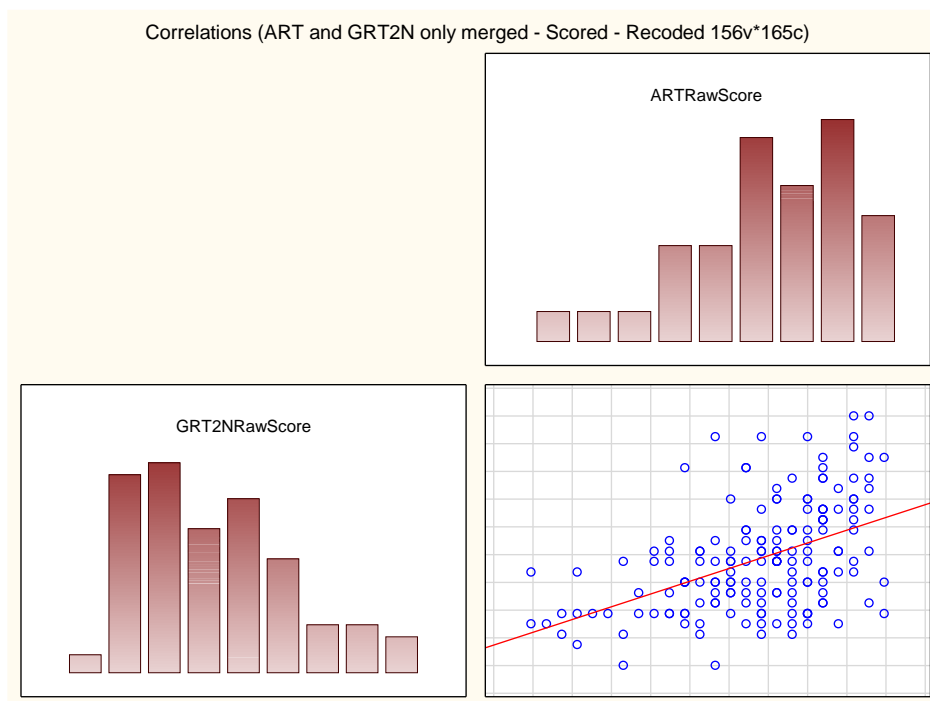 Correlations (ART and GRT2N only merged - Scored - Recoded 156v*165c)
ARTRawScore
GRT2NRawScore